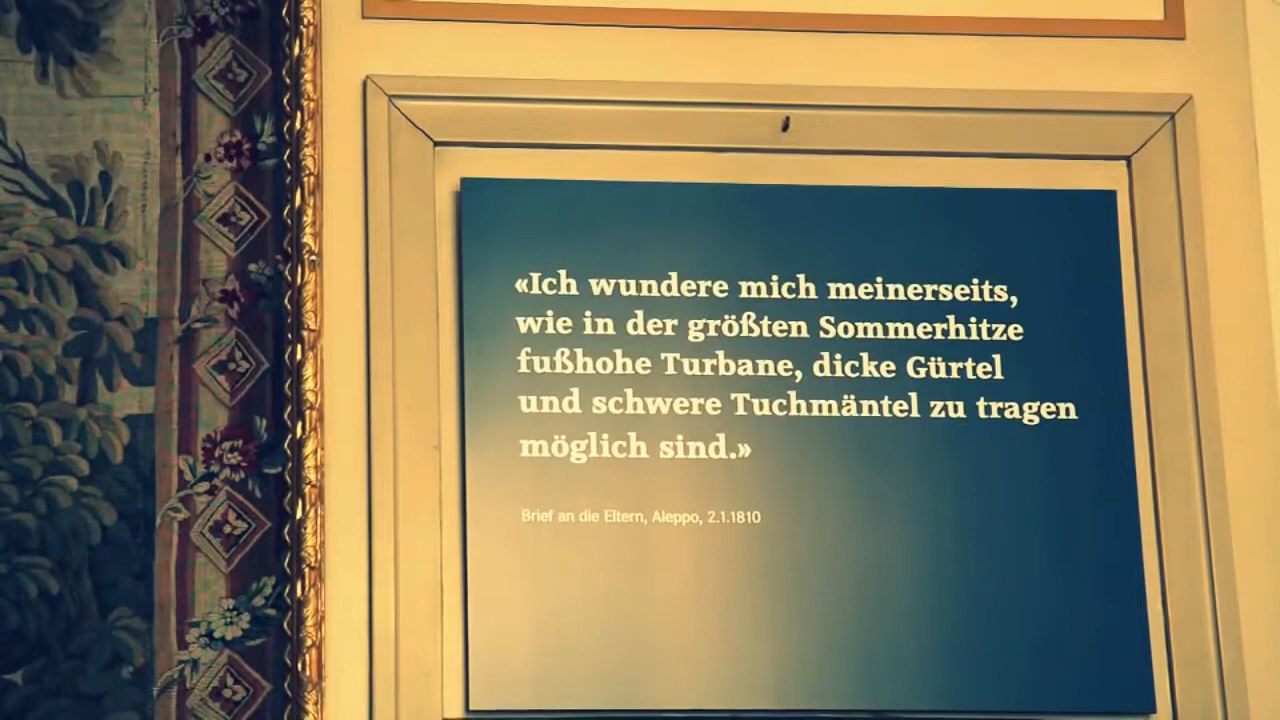 «Ich wundere mich meinerseits,
wie in der größten Sommerhitze
fußhohe Turbane, dicke Gürtel
und schwere Tuchmäntel zu tragen
möglich sind.»
Brief an die Eltern, Aleppo, 2.1.1810